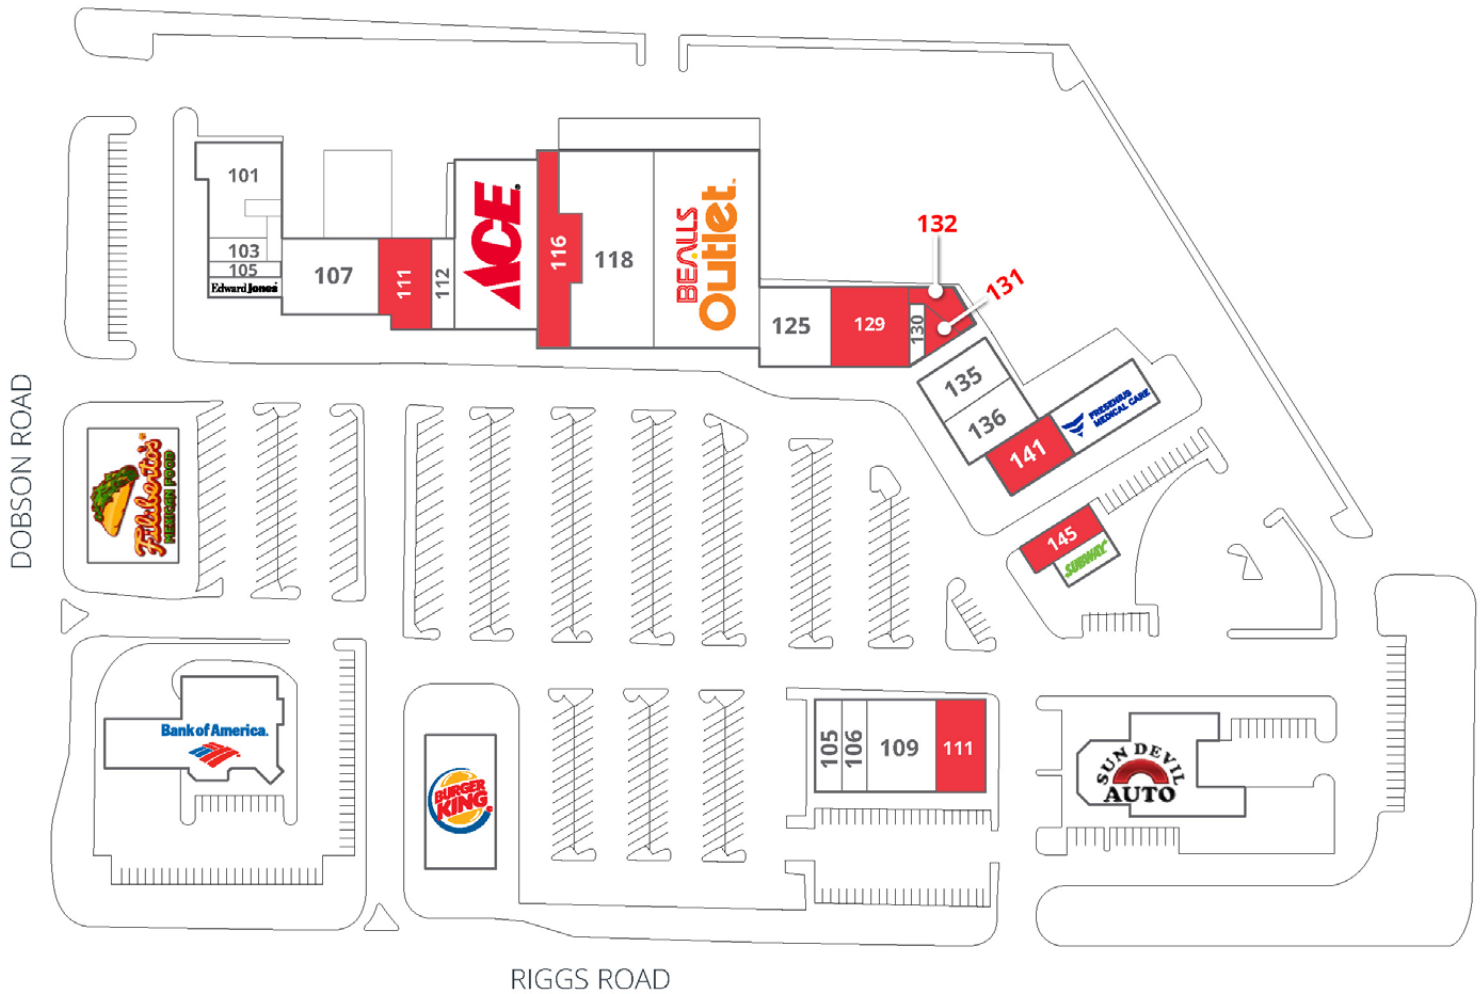 101
103
105
Edward Jones
107
111
112
ACE
116
118
BEALLS
Outlet
125
129
130
132
131
135
136
141
FRESENIUS
MEDICAL CARE
145
SUBWAY
DOBSON ROAD
Filiberto's
MEXICAN FOOD
Bank of America.
BURGER
KING
105
106
109
111
SUN DEVIL
AUTO
RIGGS ROAD